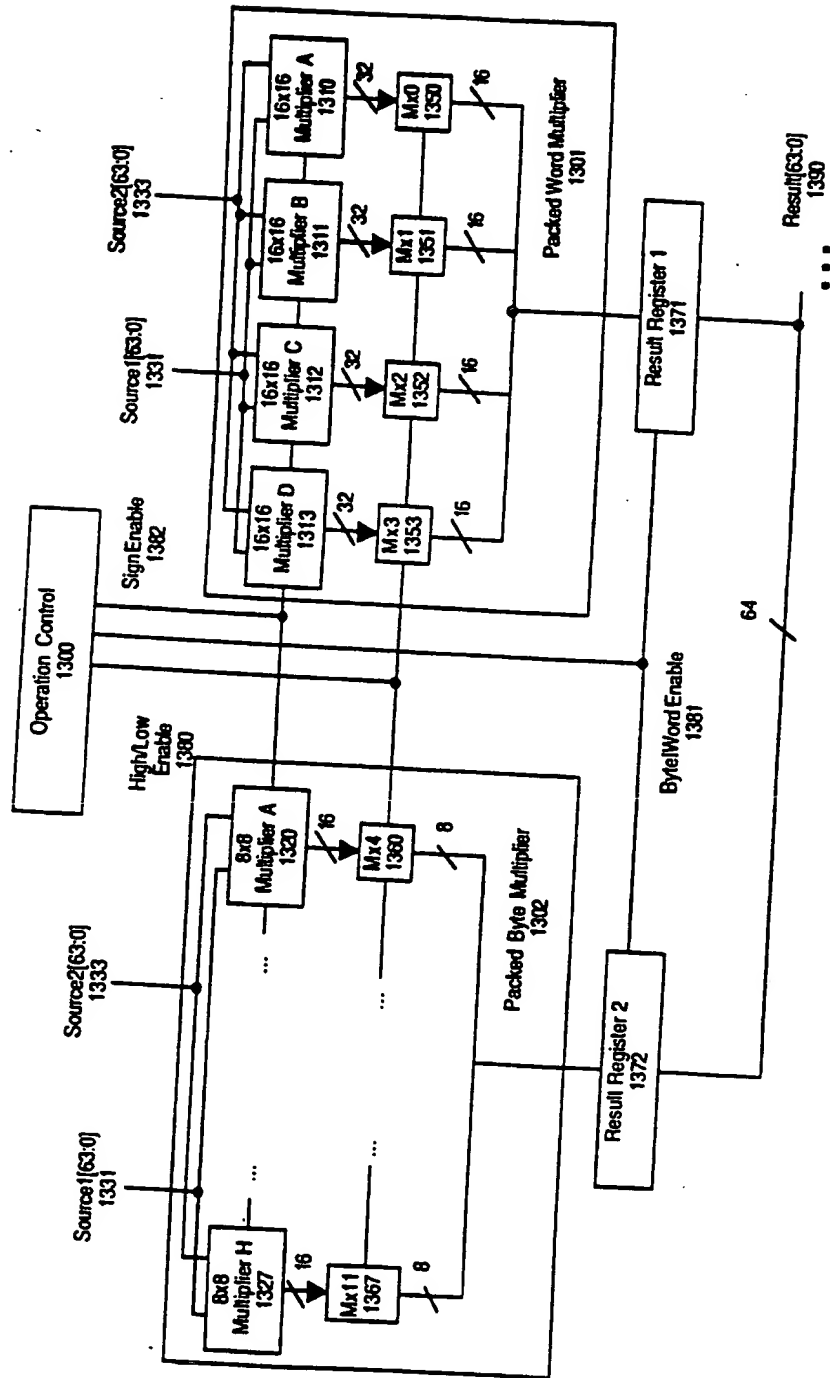 Operation Control
1300
Source1[63:0]
1331
Source2[63:0]
1333
High/Low
Enable
1380
Sign Enable
1382
Source1[63:0]
1331
Source2[63:0]
1333
8x8
Multiplier H
1327
...
8x8
Multiplier A
1320
16x16
Multiplier D
1313
16x16
Multiplier C
1312
16x16
Multiplier B
1311
16x16
Multiplier A
1310
16
...
16
32
32
32
32
Mx11
1367
...
...
Mx4
1360
Mx3
1353
Mx2
1352
Mx1
1351
Mx0
1350
8
8
16
16
16
16
Packed Byte Multiplier
1302
Packed Word Multiplier
1301
Result Register 2
1372
Byte|Word Enable
1381
Result Register 1
1371
64
Result[63:0]
1390